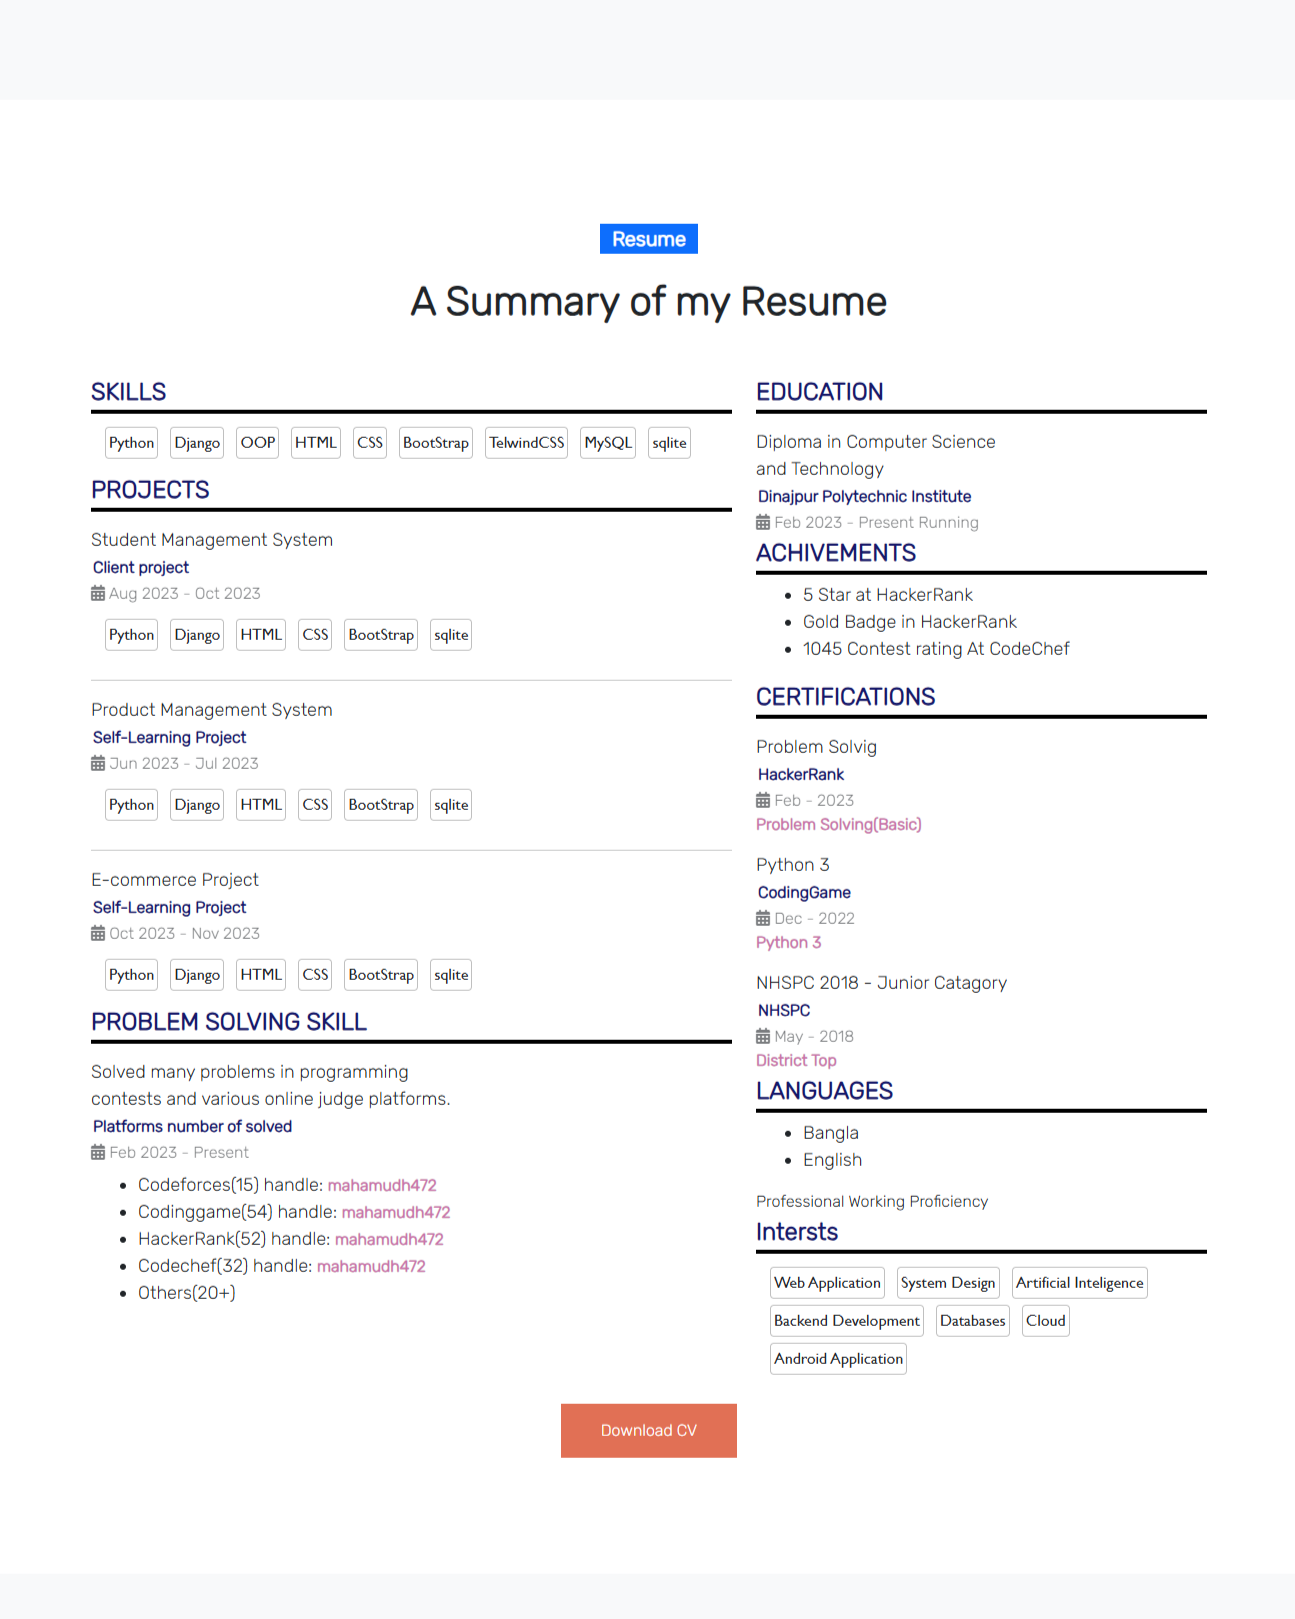 Resume
A Summary of my Resume
SKILLS
Python Django OOP HTML CSS BootStrap TelwindCSS MySQL sqlite
PROJECTS
Student Management System
Client project
Aug 2023 - Oct 2023
Python Django HTML CSS BootStrap sqlite
Product Management System
Self-Learning Project
Jun 2023 - Jul 2023
Python Django HTML CSS BootStrap sqlite
E-commerce Project
Self-Learning Project
Oct 2023 - Nov 2023
Python Django HTML CSS BootStrap sqlite
PROBLEM SOLVING SKILL
Solved many problems in programming
contests and various online judge platforms.
Platforms number of solved
Feb 2023 - Present
Codeforces(15) handle: mahamudh472
Codinggame(54) handle: mahamudh472
HackerRank(52) handle: mahamudh472
Codechef(32) handle: mahamudh472
Others(20+)
EDUCATION
Diploma in Computer Science
and Technology
Dinajpur Polytechnic Institute
Feb 2023 - Present Running
ACHIVEMENTS
5 Star at HackerRank
Gold Badge in HackerRank
1045 Contest rating At CodeChef
CERTIFICATIONS
Problem Solvig
HackerRank
Feb - 2023
Problem Solving(Basic)
Python 3
CodingGame
Dec - 2022
Python 3
NHSPC 2018 - Junior Catagory
NHSPC
May - 2018
District Top
LANGUAGES
Bangla
English
Professional Working Proficiency
Intersts
Web Application System Design Artificial Inteligence
Backend Development Databases Cloud
Android Application
Download CV